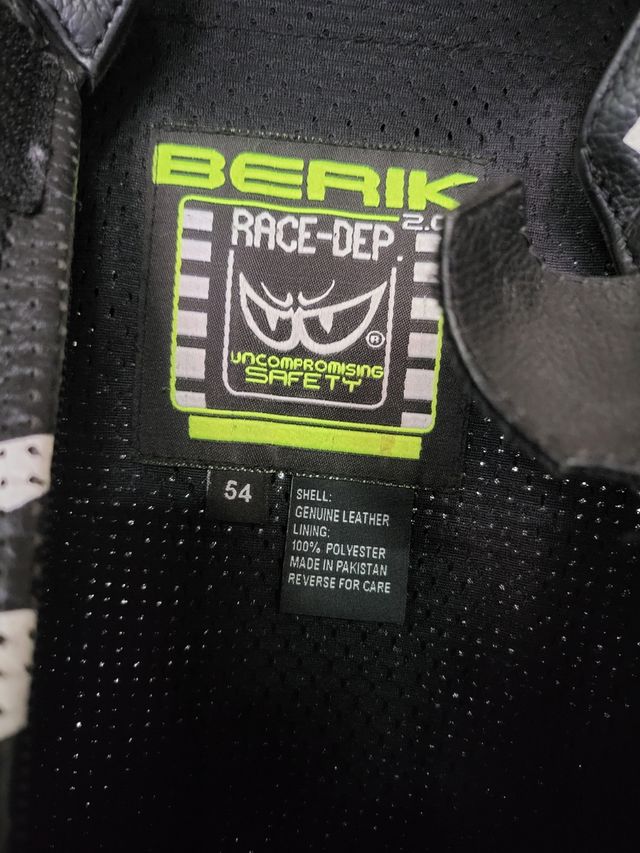 BERIK
2.0
RACE-DEP.
®
UNCOMPROMISING
SAFETY
54
SHELL:
GENUINE LEATHER
LINING:
100% POLYESTER
MADE IN PAKISTAN
REVERSE FOR CARE